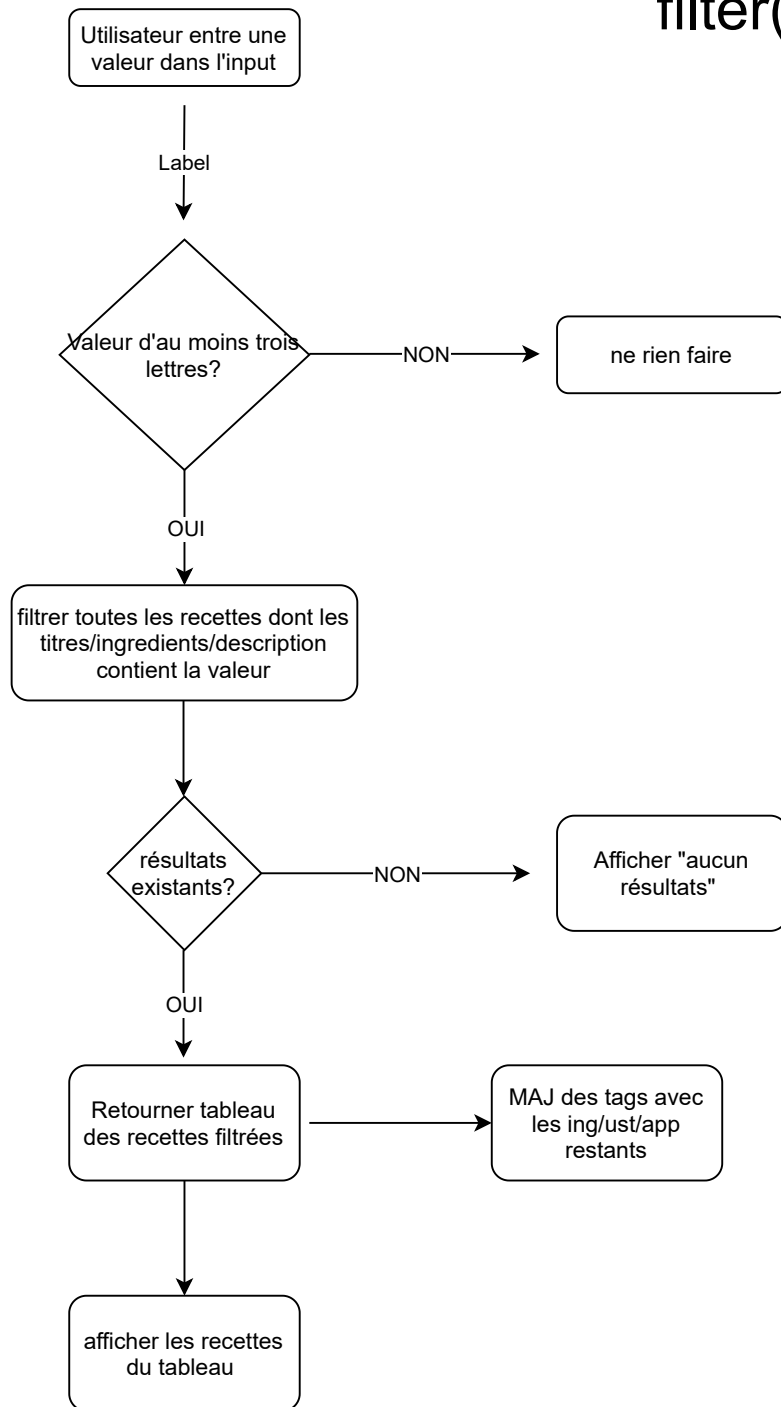 filter(
Utilisateur entre une
valeur dans l'input
Label
Valeur d'au moins trois
lettres?
NON
ne rien faire
OUI
filtrer toutes les recettes dont les
titres/ingredients/description
contient la valeur
résultats
existants?
NON
Afficher "aucun
résultats"
OUI
Retourner tableau
des recettes filtrées
MAJ des tags avec
les ing/ust/app
restants
afficher les recettes
du tableau